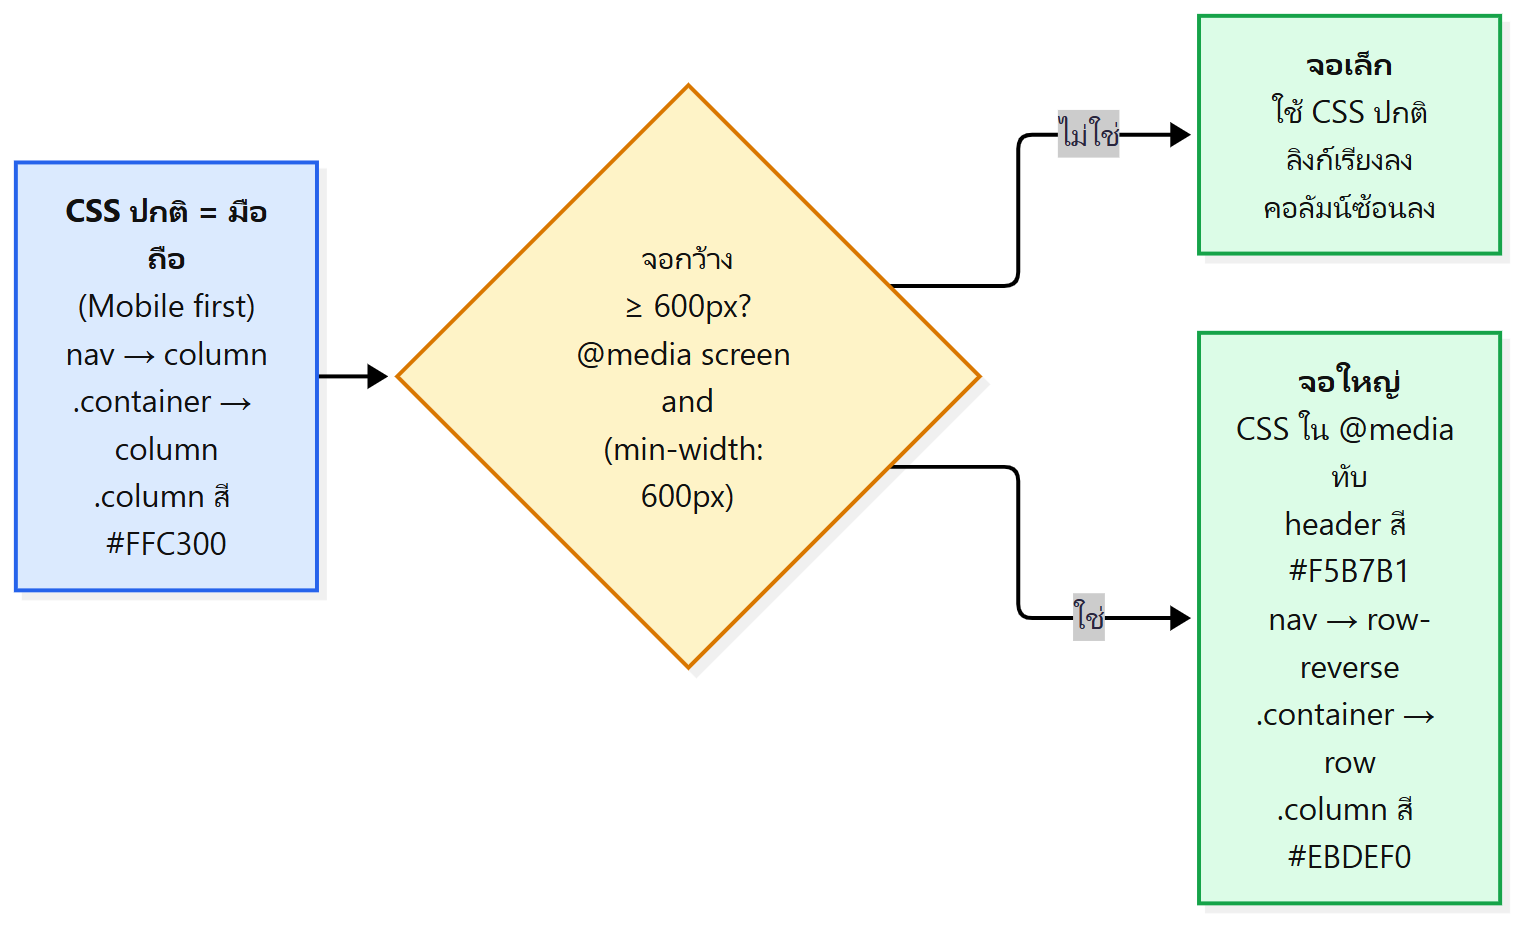 CSS ปกติ = มือ
ถือ
(Mobile first)
nav → column
.container →
column
.column สี
#FFC300
จอกว้าง
≥ 600px?
@media screen
and
(min-width:
600px)
ไม่ใช่
ใช่
จอเล็ก
ใช้ CSS ปกติ
ลิงก์เรียงลง
คอลัมน์ซ้อนลง
จอใหญ่
CSS ใน @media
ทับ
header สี
#F5B7B1
nav → row-
reverse
.container →
row
.column สี
#EBDEF0